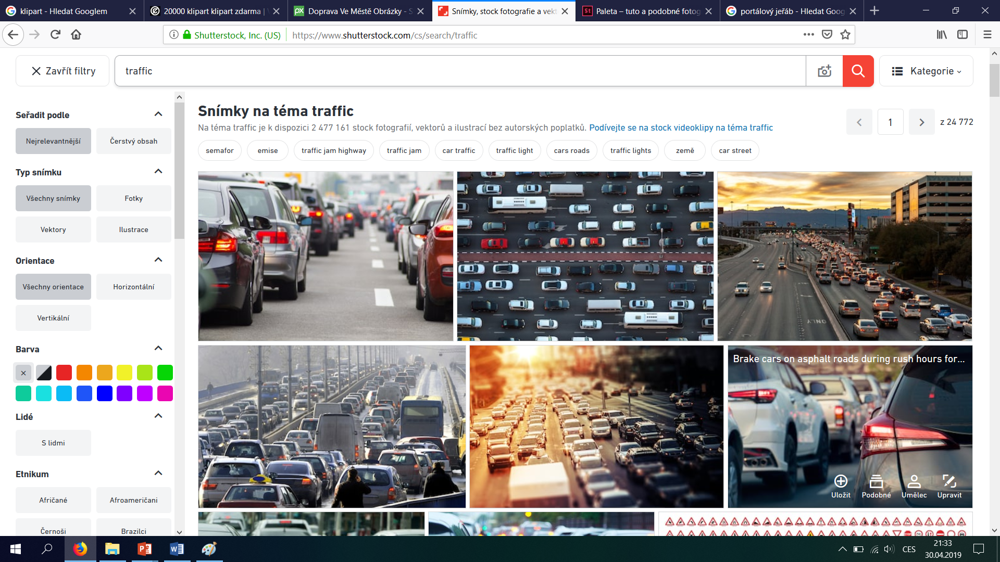 klipart - Hledat Googlem
20000 klipart klipart zdarma |
Doprava Ve Městě Obrázky - S
Snímky, stock fotografie a vekt
Paleta – tuto a podobné fotog
portálový jeřáb - Hledat Goog
Shutterstock, Inc. (US)
https://www.shutterstock.com/cs/search/traffic
Zavřít filtry
traffic
Kategorie
Seřadit podle
Nejrelevantnější
Čerstvý obsah
Typ snímku
Všechny snímky
Fotky
Vektory
Ilustrace
Orientace
Všechny orientace
Horizontální
Vertikální
Barva
Lidé
S lidmi
Etnikum
Afričané
Afroameričani
Černoši
Brazilci
Snímky na téma traffic
1
z 24 772
Na téma traffic je k dispozici 2 477 161 stock fotografií, vektorů a ilustrací bez autorských poplatků. Podívejte se na stock videoklipy na téma traffic
semafor
emise
traffic jam highway
traffic jam
car traffic
traffic light
cars roads
traffic lights
země
car street
ONLY
Brake cars on asphalt roads during rush hours for...
Uložit
Podobné
Umělec
Upravit
CES
21:33
30.04.2019